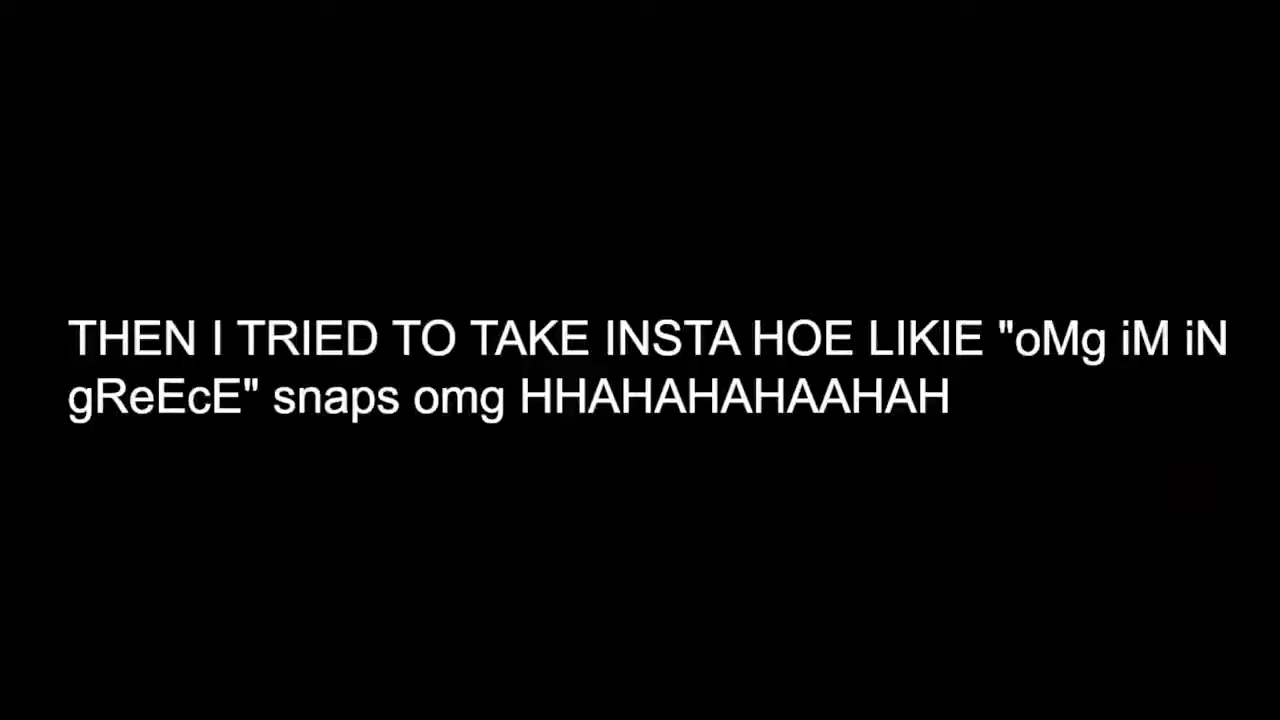 THEN I TRIED TO TAKE INSTA HOE LIKIE "oMg iM iN
gReEcE" snaps omg HHAHAHAHAAHAH